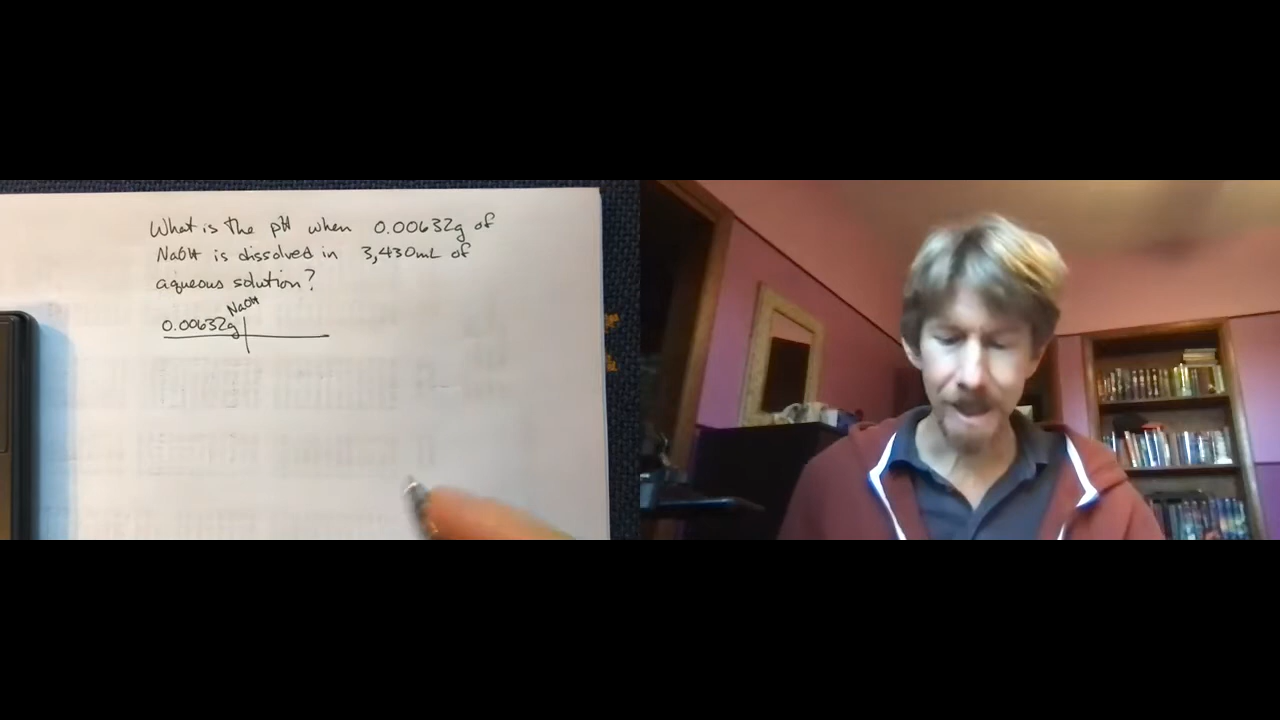 What is the pH when 0.00632g of
NaOH is dissolved in 3,430mL of
aqueous solution?
NaOH
0.00632g